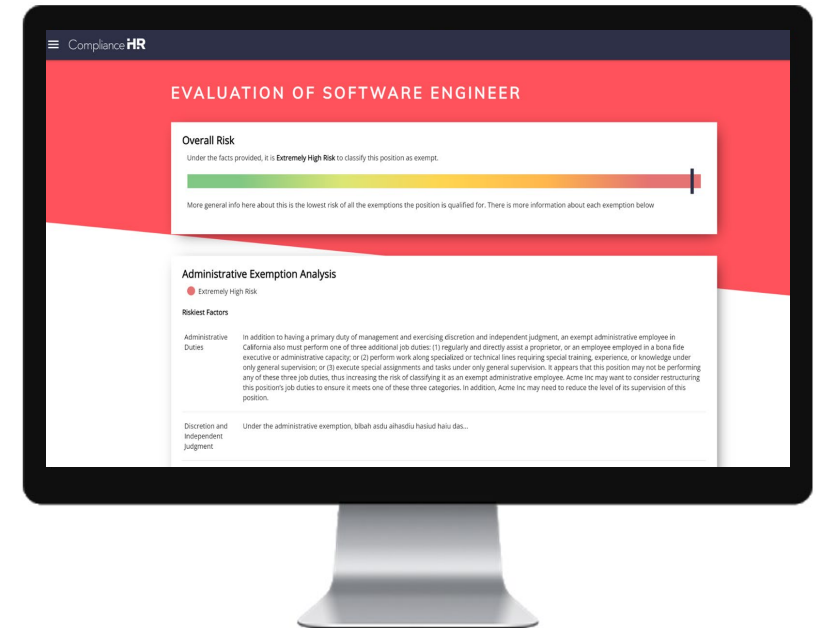 ComplianceHR
EVALUATION OF SOFTWARE ENGINEER
Overall Risk
Under the facts provided, it is Extremely High Risk to classify this position as exempt.
More general info here about this is the lowest risk of all the exemptions the position is qualified for. There is more information about each exemption below
Administrative Exemption Analysis
Extremely High Risk
Riskiest Factors
Administrative
Duties
In addition to having a primary duty of management and exercising discretion and independent judgment, an exempt administrative employee in
California also must perform one of three additional job duties: (1) regularly and directly assist a proprietor, or an employee employed in a bona fide
executive or administrative capacity; or (2) perform work along specialized or technical lines requiring special training, experience, or knowledge under
only general supervision; or (3) execute special assignments and tasks under only general supervision. It appears that this position may not be performing
any of these three job duties, thus increasing the risk of classifying it as an exempt administrative employee. Acme Inc may want to consider restructuring
this position's job duties to ensure it meets one of these three categories. In addition, Acme Inc may need to reduce the level of its supervision of this
position.
Discretion and
Independent
Judgment
Under the administrative exemption, blbah asdu aihasdiu hasiud haiu das...